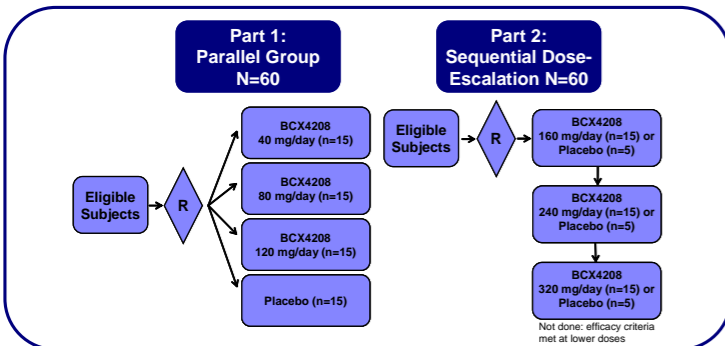 Part 1:
Parallel Group
N=60
Part 2:
Sequential Dose-
Escalation N=60
Eligible
Subjects
R
BCX4208
40 mg/day (n=15)
BCX4208
80 mg/day (n=15)
BCX4208
120 mg/day (n=15)
Placebo (n=15)
Eligible
Subjects
R
BCX4208
160 mg/day (n=15) or
Placebo (n=5)
BCX4208
240 mg/day (n=15) or
Placebo (n=5)
BCX4208
320 mg/day (n=15) or
Placebo (n=5)
Not done: efficacy criteria
met at lower doses